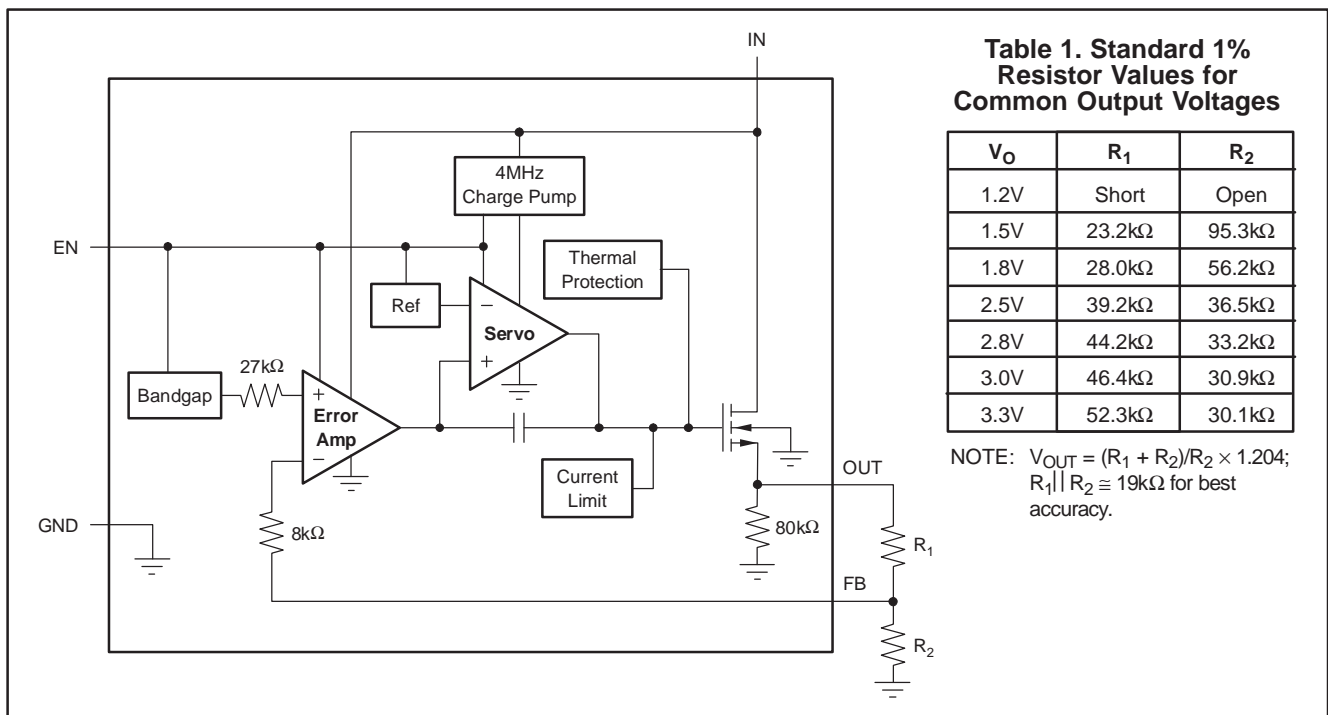 IN
4MHz
Charge Pump
EN
Thermal
Protection
Ref
−
Servo
+
27kΩ
Bandgap
+
Error
Amp
−
Current
Limit
OUT
GND
8kΩ
80kΩ
R1
FB
R2
Table 1. Standard 1%
Resistor Values for
Common Output Voltages
VO R1 R2
1.2V Short Open
1.5V 23.2kΩ 95.3kΩ
1.8V 28.0kΩ 56.2kΩ
2.5V 39.2kΩ 36.5kΩ
2.8V 44.2kΩ 33.2kΩ
3.0V 46.4kΩ 30.9kΩ
3.3V 52.3kΩ 30.1kΩ
NOTE: VOUT = (R1 + R2)/R2 × 1.204;
R1|| R2 ≅ 19kΩ for best
accuracy.